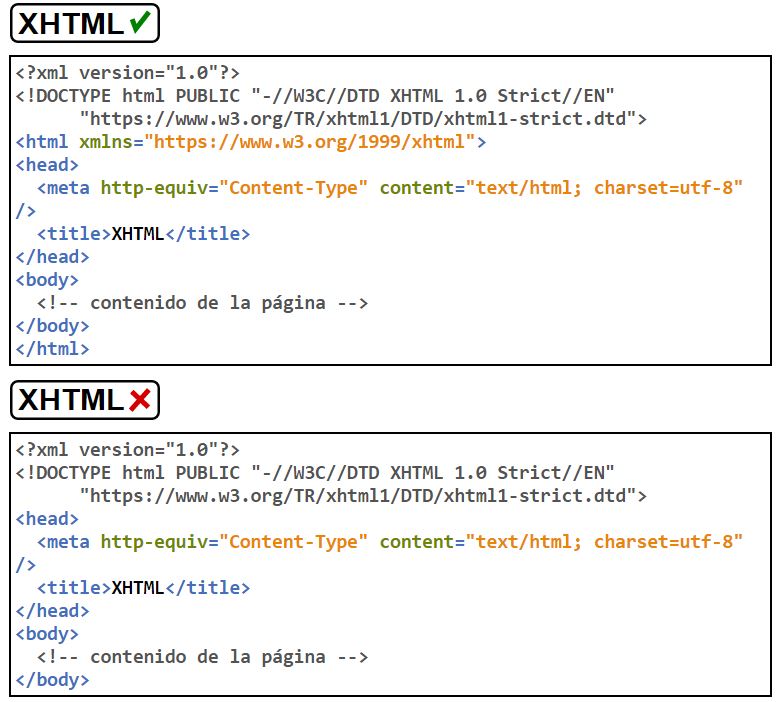 XHTML✓
<?xml version="1.0"?>
<!DOCTYPE html PUBLIC "-//W3C//DTD XHTML 1.0 Strict//EN"
      "https://www.w3.org/TR/xhtml1/DTD/xhtml1-strict.dtd">
<html xmlns="https://www.w3.org/1999/xhtml">
<head>
  <meta http-equiv="Content-Type" content="text/html; charset=utf-8"
/>
  <title>XHTML</title>
</head>
<body>
  <!-- contenido de la página -->
</body>
</html>
XHTML✗
<?xml version="1.0"?>
<!DOCTYPE html PUBLIC "-//W3C//DTD XHTML 1.0 Strict//EN"
      "https://www.w3.org/TR/xhtml1/DTD/xhtml1-strict.dtd">
<head>
  <meta http-equiv="Content-Type" content="text/html; charset=utf-8"
/>
  <title>XHTML</title>
</head>
<body>
  <!-- contenido de la página -->
</body>